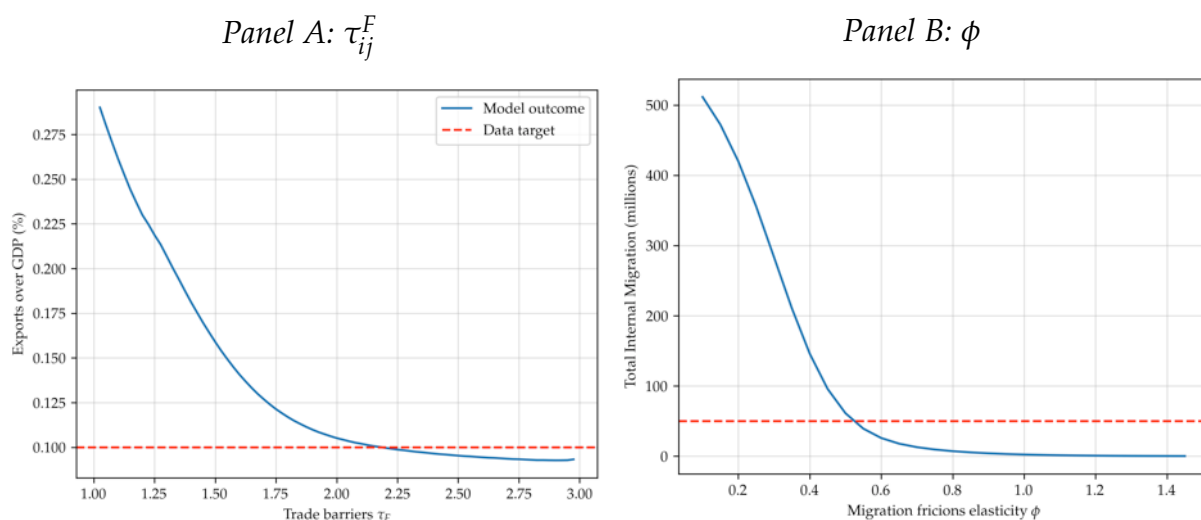 Panel A: τ_{ij}^F
Panel B: ϕ
Exports over GDP (%)
0.275
0.250
0.225
0.200
0.175
0.150
0.125
0.100
Model outcome
Data target
1.00 1.25 1.50 1.75 2.00 2.25 2.50 2.75 3.00
Trade barriers τ_F
Total Internal Migration (millions)
500
400
300
200
100
0
0.2 0.4 0.6 0.8 1.0 1.2 1.4
Migration fricions elasticity ϕ